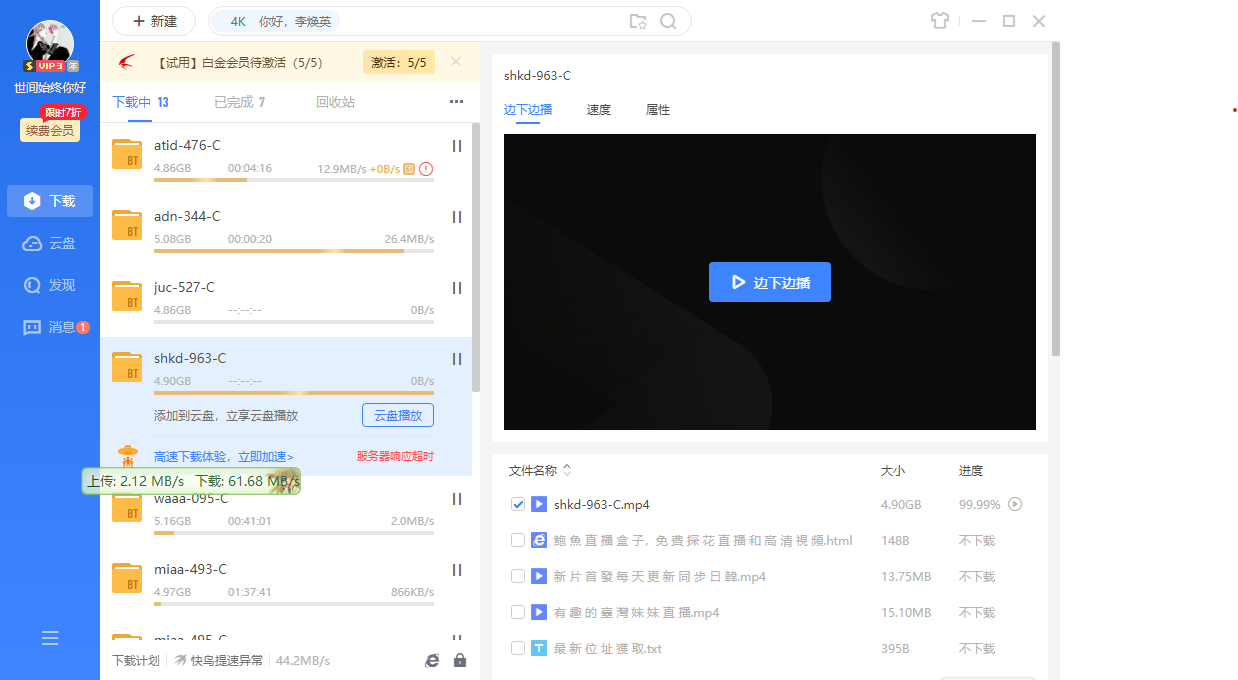 VIP3 年
世间始终你好
限时7折
续费会员
下载
云盘
发现
消息 1
新建
4K 你好，李焕英
【试用】白金会员待激活（5/5）
激活：5/5
下载中 13 已完成 7 回收站
atid-476-C
4.86GB 00:04:16 12.9MB/s +0B/s
BT
adn-344-C
5.08GB 00:00:20 26.4MB/s
BT
juc-527-C
4.86GB --:--:-- 0B/s
BT
shkd-963-C
4.90GB --:--:-- 0B/s
BT
添加到云盘，立享云盘播放 云盘播放
高速下载体验，立即加速> 服务器响应超时
上传: 2.12 MB/s 下载: 61.68 MB/s
waaa-095-C
5.16GB 00:41:01 2.0MB/s
BT
miaa-493-C
4.97GB 01:37:41 866KB/s
BT
miaa-495-C
下载计划 快鸟提速异常 44.2MB/s
shkd-963-C
边下边播 速度 属性
边下边播
文件名称 大小 进度
shkd-963-C.mp4 4.90GB 99.99%
鮑魚直播盒子，免費探花直播和高清視頻.html 148B 不下载
新片首發每天更新同步日韓.mp4 13.75MB 不下载
有趣的臺灣妹妹直播.mp4 15.10MB 不下载
最新位址獲取.txt 395B 不下载